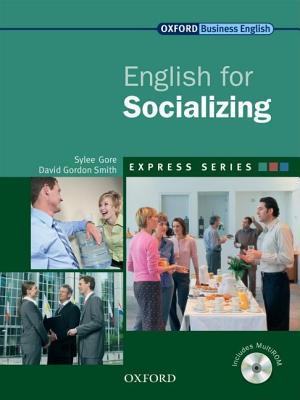 OXFORD Business English
English for
Socializing
Sylee Gore
David Gordon Smith
EXPRESS SERIES
Includes MultiROM
OXFORD